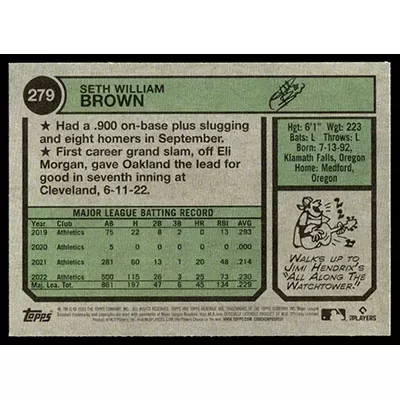 279
SETH WILLIAM
BROWN
★ Had a .900 on-base plus slugging
and eight homers in September.
★ First career grand slam, off Eli
Morgan, gave Oakland the lead for
good in seventh inning at
Cleveland, 6-11-22.
Hgt: 6'1" Wgt: 223
Bats: L Throws: L
Born: 7-13-92,
Klamath Falls, Oregon
Home: Medford,
Oregon
MAJOR LEAGUE BATTING RECORD
Year Club AB H 2B 3B HR RBI AVG
2019 Athletics 75 22 8 2 0 13 .293
2020 Athletics 5 0 0 0 0 0 .000
2021 Athletics 281 60 13 1 20 48 .214
2022 Athletics 500 115 26 3 25 73 .230
Maj. Lea. Tot. 861 197 47 6 45 134 .229
WALKS UP TO
JIMI HENDRIX'S
"ALL ALONG THE
WATCHTOWER."
Topps
PLAYERS